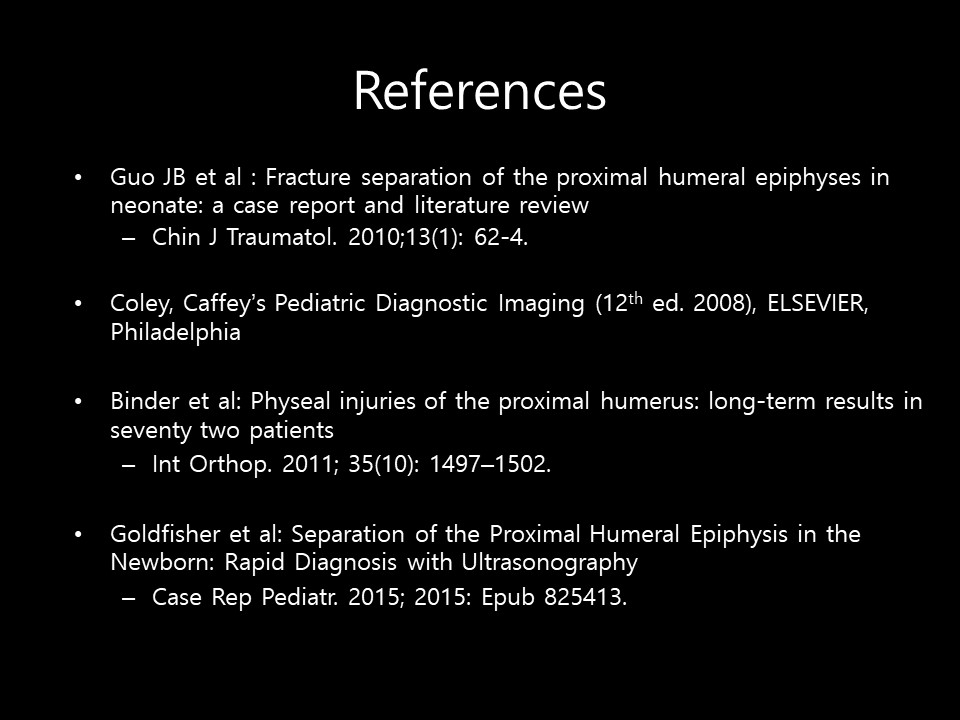 References
• Guo JB et al : Fracture separation of the proximal humeral epiphyses in
neonate: a case report and literature review
– Chin J Traumatol. 2010;13(1): 62-4.
• Coley, Caffey’s Pediatric Diagnostic Imaging (12th ed. 2008), ELSEVIER,
Philadelphia
• Binder et al: Physeal injuries of the proximal humerus: long-term results in
seventy two patients
– Int Orthop. 2011; 35(10): 1497–1502.
• Goldfisher et al: Separation of the Proximal Humeral Epiphysis in the
Newborn: Rapid Diagnosis with Ultrasonography
– Case Rep Pediatr. 2015; 2015: Epub 825413.